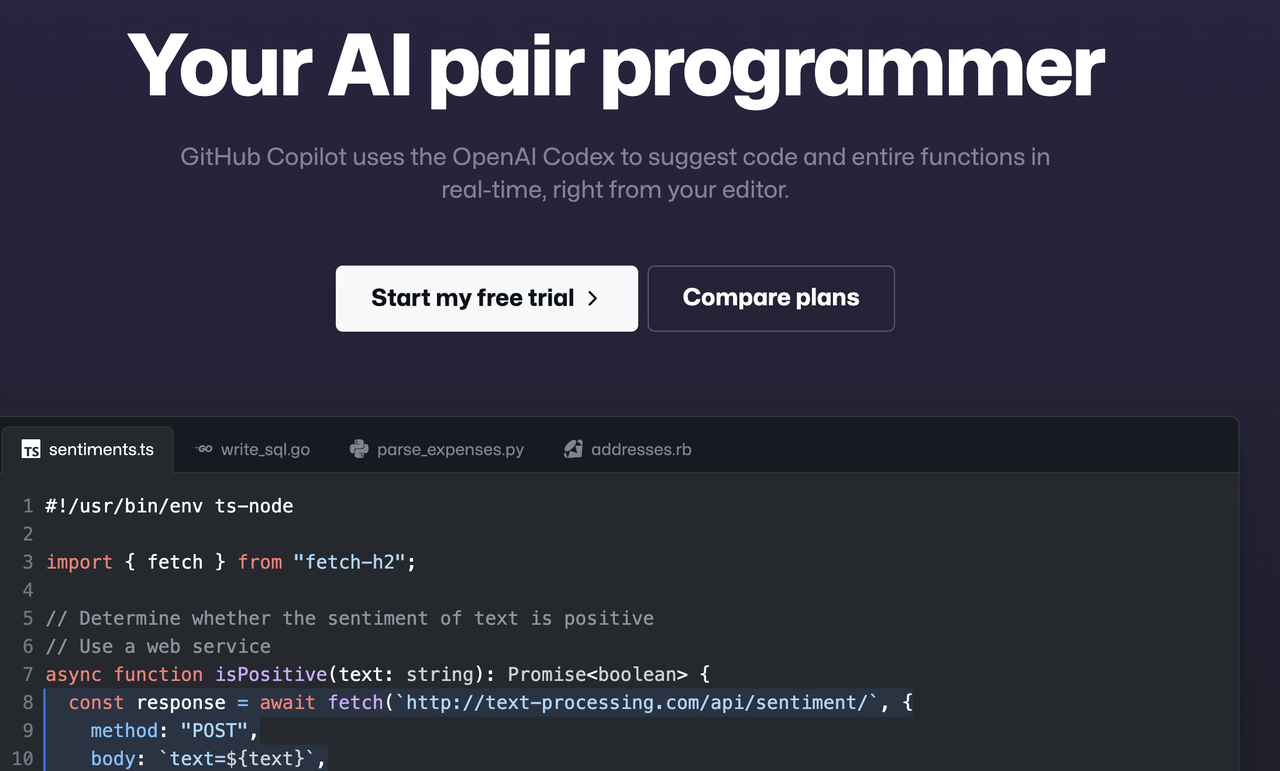 Your AI pair programmer
GitHub Copilot uses the OpenAI Codex to suggest code and entire functions in
real-time, right from your editor.
Start my free trial >
Compare plans
TS sentiments.ts
GO write_sql.go
parse_expenses.py
addresses.rb
1 #!/usr/bin/env ts-node
2
3 import { fetch } from "fetch-h2";
4
5 // Determine whether the sentiment of text is positive
6 // Use a web service
7 async function isPositive(text: string): Promise<boolean> {
8   const response = await fetch(`http://text-processing.com/api/sentiment/`, {
9     method: "POST",
10     body: `text=${text}`,